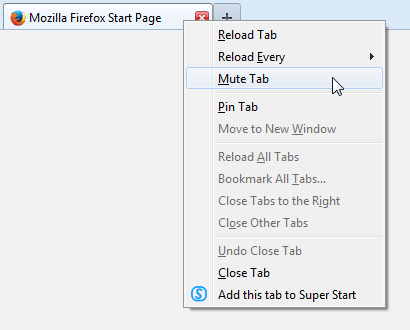 Mozilla Firefox Start Page
Reload Tab
Reload Every
Mute Tab
Pin Tab
Move to New Window
Reload All Tabs
Bookmark All Tabs...
Close Tabs to the Right
Close Other Tabs
Undo Close Tab
Close Tab
Add this tab to Super Start